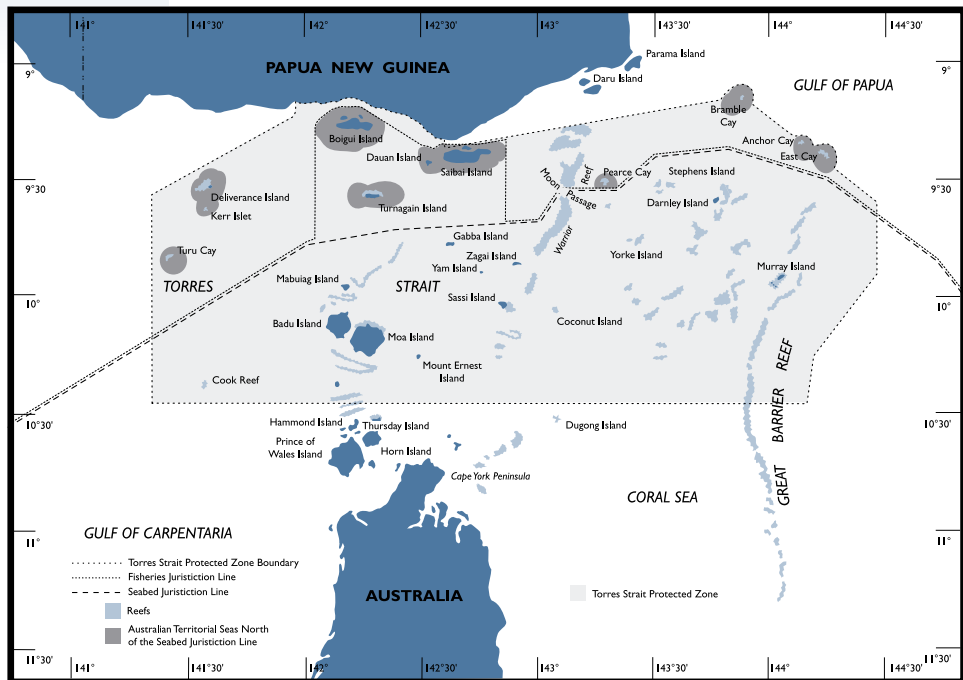 141° 141°30' 142° 142°30' 143° 143°30' 144° 144°30'
9° 9°
PAPUA NEW GUINEA
Parama Island
Daru Island
GULF OF PAPUA
Bramble
Cay
Boigui Island
Anchor Cay
East Cay
Dauan Island
Saibai Island
Moon
Passage
Reef
Warrior
Pearce Cay
Stephens Island
9°30' 9°30'
Deliverance Island
Kerr Islet
Turnagain Island
Darnley Island
Gabba Island
Zagai Island
Yam Island
Yorke Island
Turu Cay
Murray Island
TORRES
STRAIT
Mabuiag Island
10° 10°
Sassi Island
Coconut Island
Badu Island
Moa Island
Mount Ernest
Island
Cook Reef
GREAT BARRIER REEF
10°30' 10°30'
Hammond Island
Thursday Island
Dugong Island
Prince of
Wales Island
Horn Island
Cape York Peninsula
CORAL SEA
GULF OF CARPENTARIA
11° 11°
Torres Strait Protected Zone Boundary
Fisheries Juristiction Line
Seabed Juristiction Line
Reefs
Australian Territorial Seas North
of the Seabed Juristiction Line
AUSTRALIA
Torres Strait Protected Zone
11°30' 11°30'
141° 141°30' 142° 142°30' 143° 143°30' 144° 144°30'